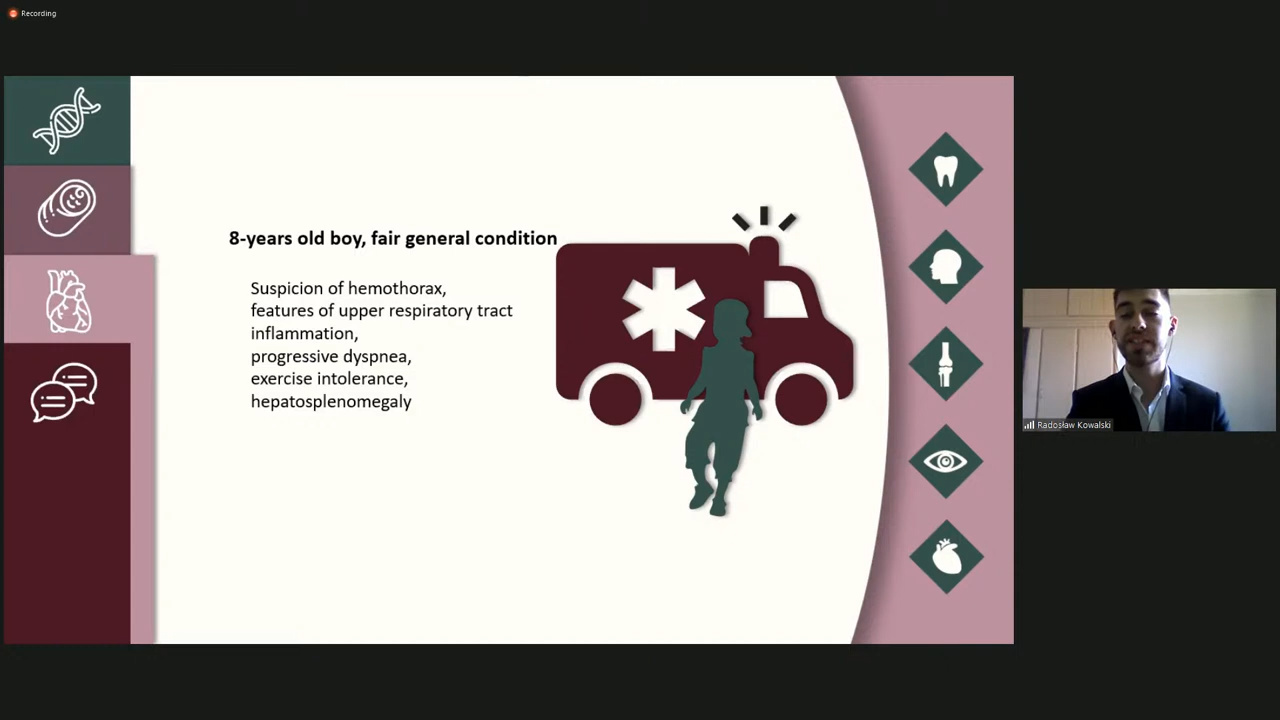 Recording
8-years old boy, fair general condition
Suspicion of hemothorax,
features of upper respiratory tract
inflammation,
progressive dyspnea,
exercise intolerance,
hepatosplenomegaly
Radosław Kowalski